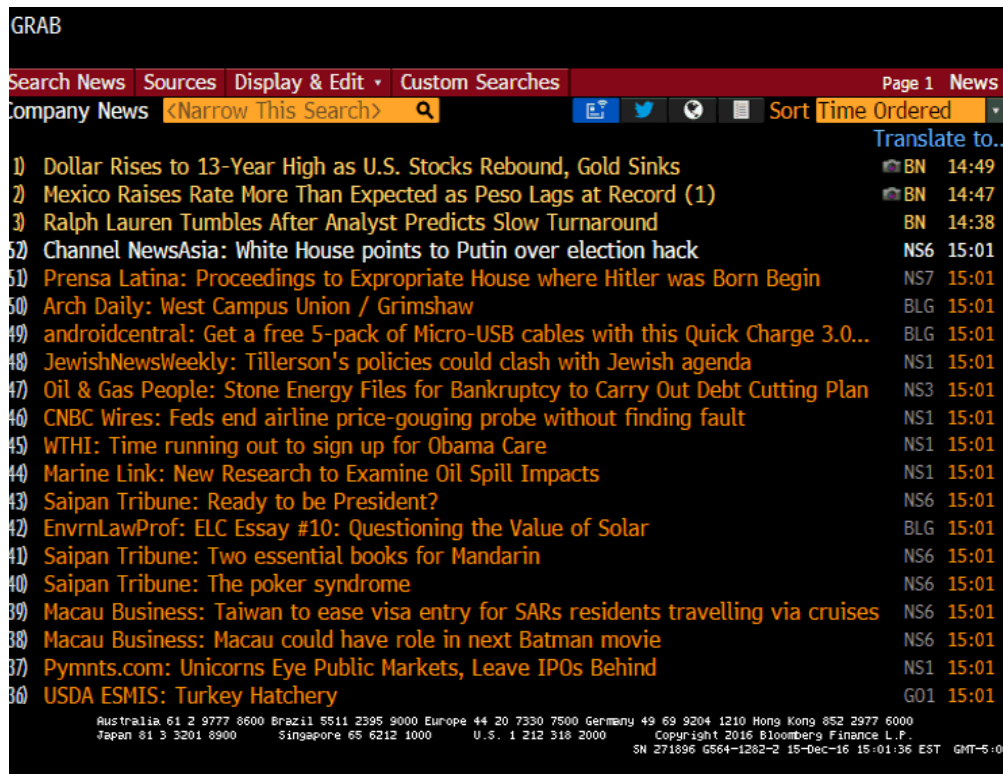 GRAB
Search News Sources Display & Edit Custom Searches Page 1 News
Company News <Narrow This Search> Sort Time Ordered
Translate to..
1) Dollar Rises to 13-Year High as U.S. Stocks Rebound, Gold Sinks BN 14:49
2) Mexico Raises Rate More Than Expected as Peso Lags at Record (1) BN 14:47
3) Ralph Lauren Tumbles After Analyst Predicts Slow Turnaround BN 14:38
52) Channel NewsAsia: White House points to Putin over election hack NS6 15:01
51) Prensa Latina: Proceedings to Expropriate House where Hitler was Born Begin NS7 15:01
50) Arch Daily: West Campus Union / Grimshaw BLG 15:01
49) androidcentral: Get a free 5-pack of Micro-USB cables with this Quick Charge 3.0... BLG 15:01
48) JewishNewsWeekly: Tillerson's policies could clash with Jewish agenda NS1 15:01
47) Oil & Gas People: Stone Energy Files for Bankruptcy to Carry Out Debt Cutting Plan NS3 15:01
46) CNBC Wires: Feds end airline price-gouging probe without finding fault NS1 15:01
45) WTHI: Time running out to sign up for Obama Care NS1 15:01
44) Marine Link: New Research to Examine Oil Spill Impacts NS1 15:01
43) Saipan Tribune: Ready to be President? NS6 15:01
42) EnvrnLawProf: ELC Essay #10: Questioning the Value of Solar BLG 15:01
41) Saipan Tribune: Two essential books for Mandarin NS6 15:01
40) Saipan Tribune: The poker syndrome NS6 15:01
39) Macau Business: Taiwan to ease visa entry for SARs residents travelling via cruises NS6 15:01
38) Macau Business: Macau could have role in next Batman movie NS6 15:01
37) Pymnts.com: Unicorns Eye Public Markets, Leave IPOs Behind NS1 15:01
36) USDA ESMIS: Turkey Hatchery GO1 15:01
Australia 61 2 9777 8600 Brazil 5511 2395 9000 Europe 44 20 7330 7500 Germany 49 69 9204 1210 Hong Kong 852 2977 6000
Japan 81 3 3201 8900 Singapore 65 6212 1000 U.S. 1 212 318 2000 Copyright 2016 Bloomberg Finance L.P.
SN 271896 G564-1282-2 15-Dec-16 15:01:36 EST GMT-5:0